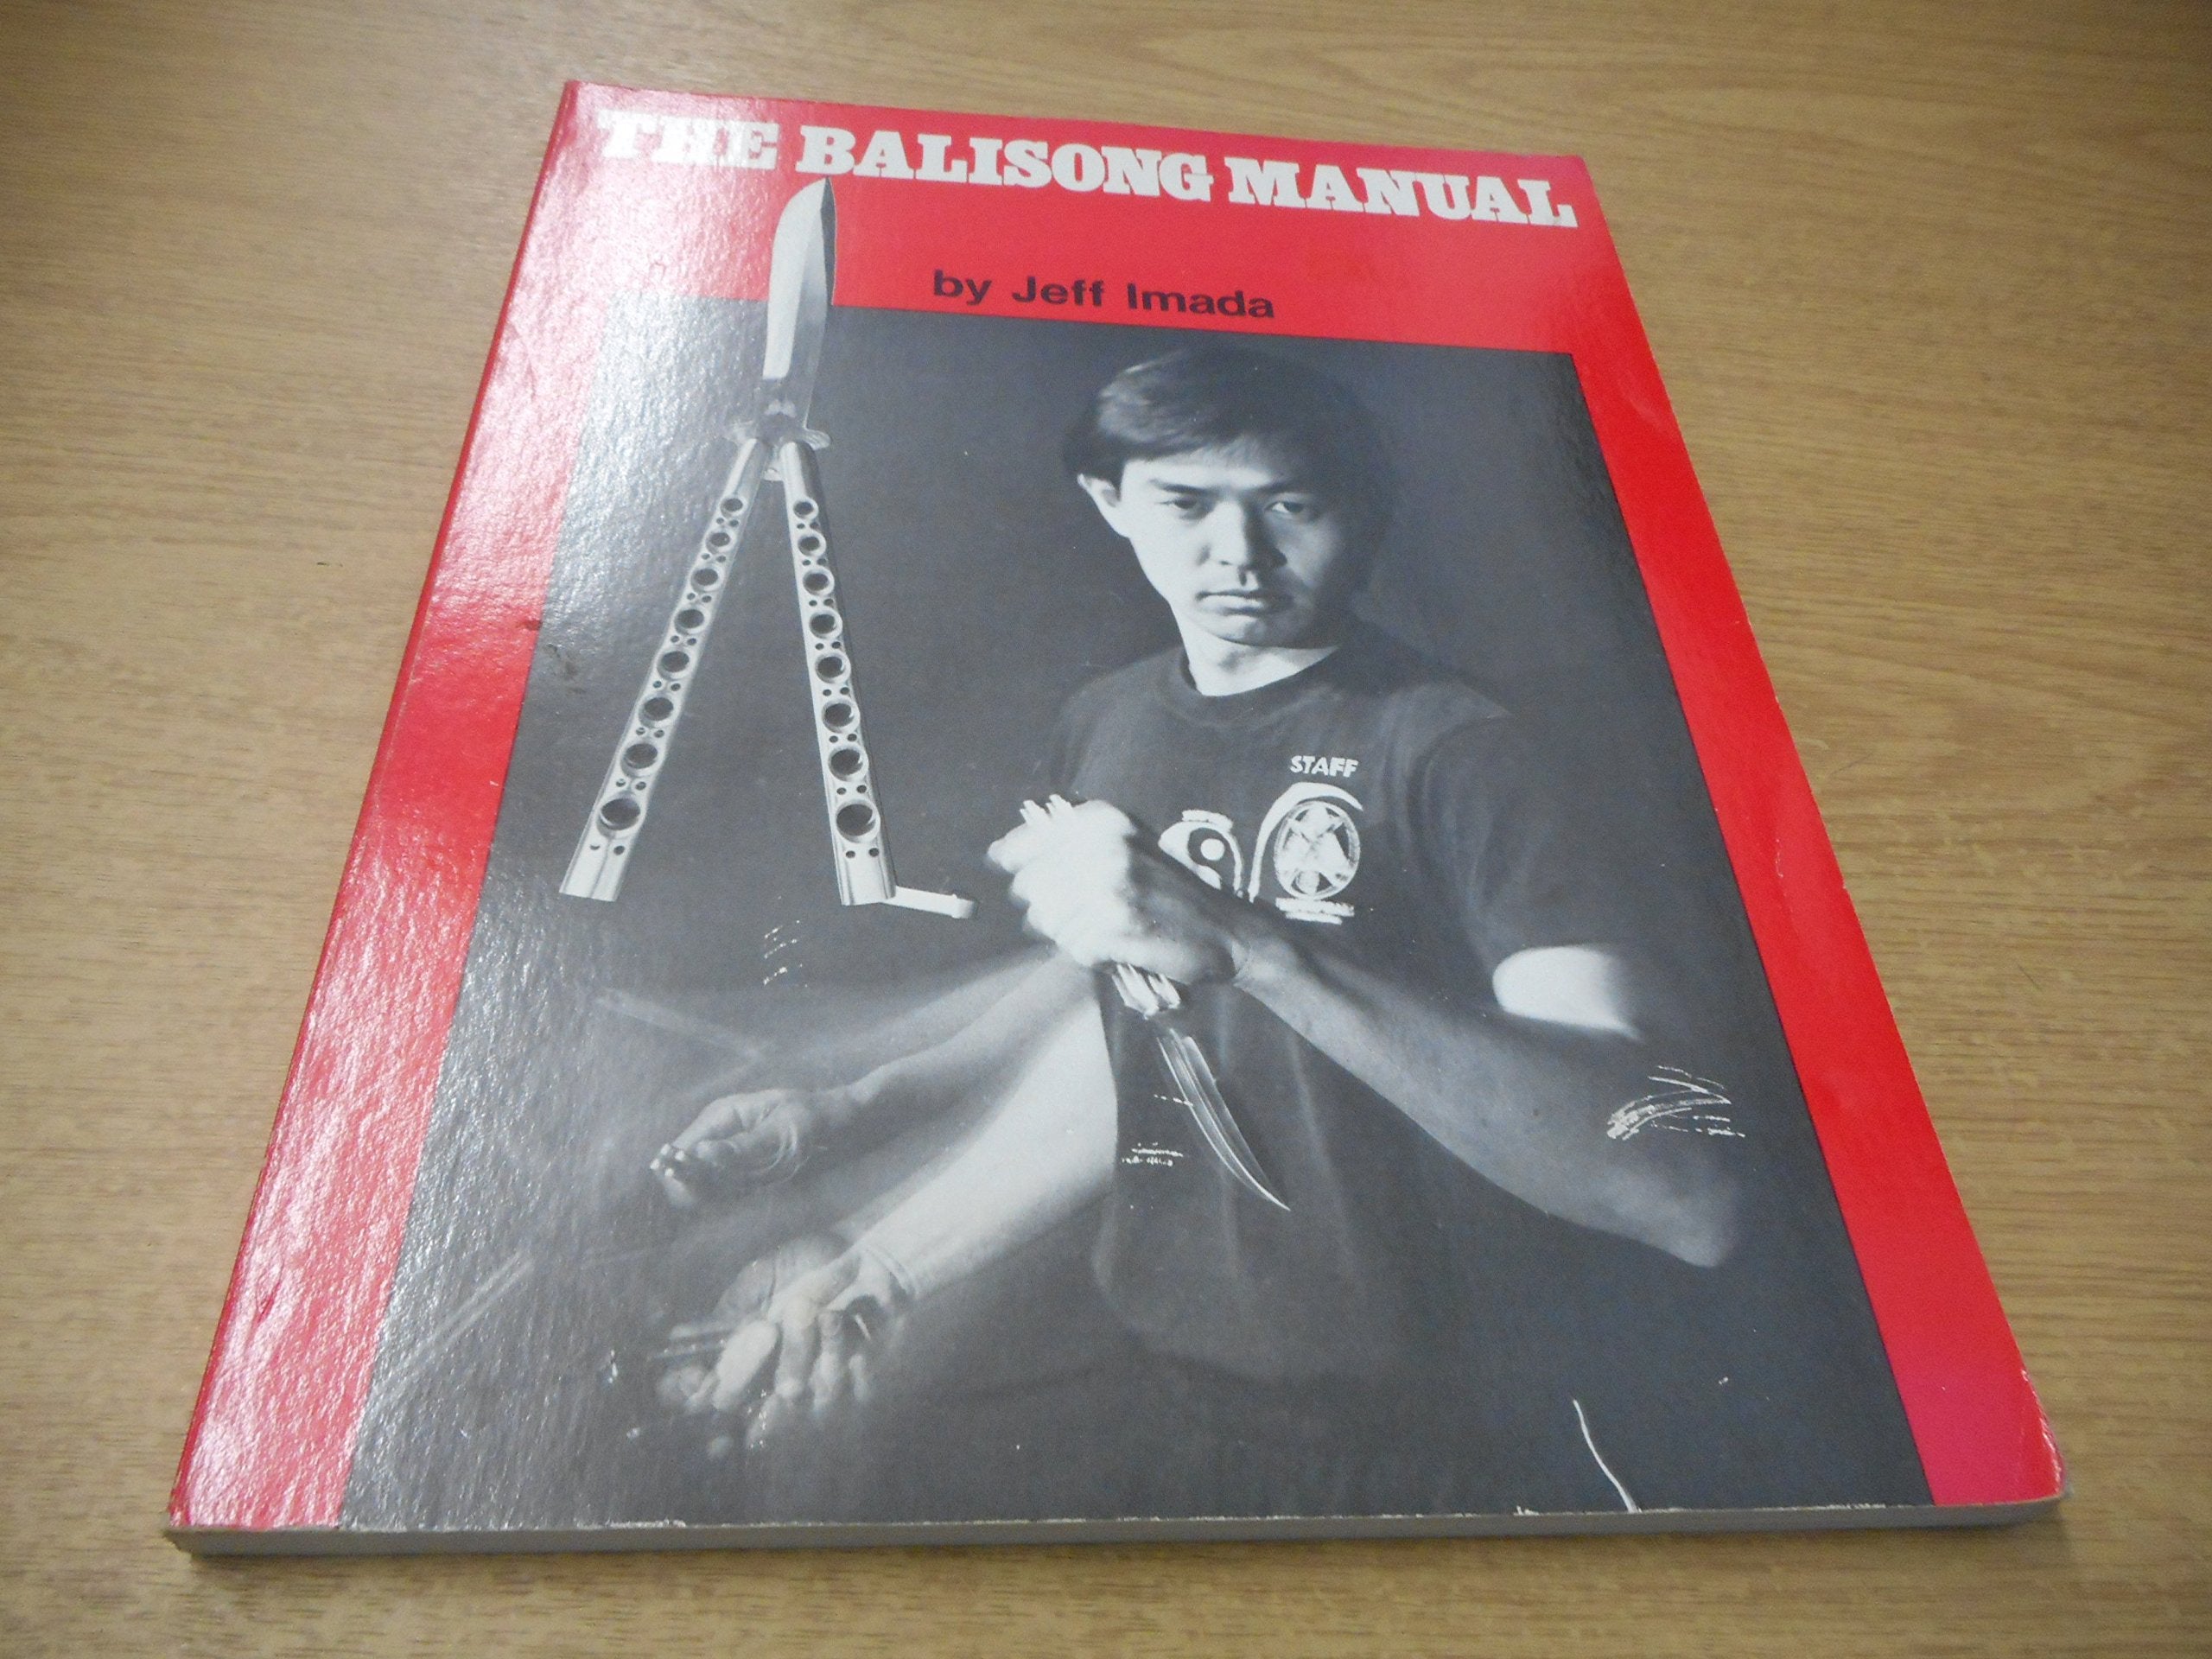 THE BALISONG MANUAL
by Jeff Imada
STAFF